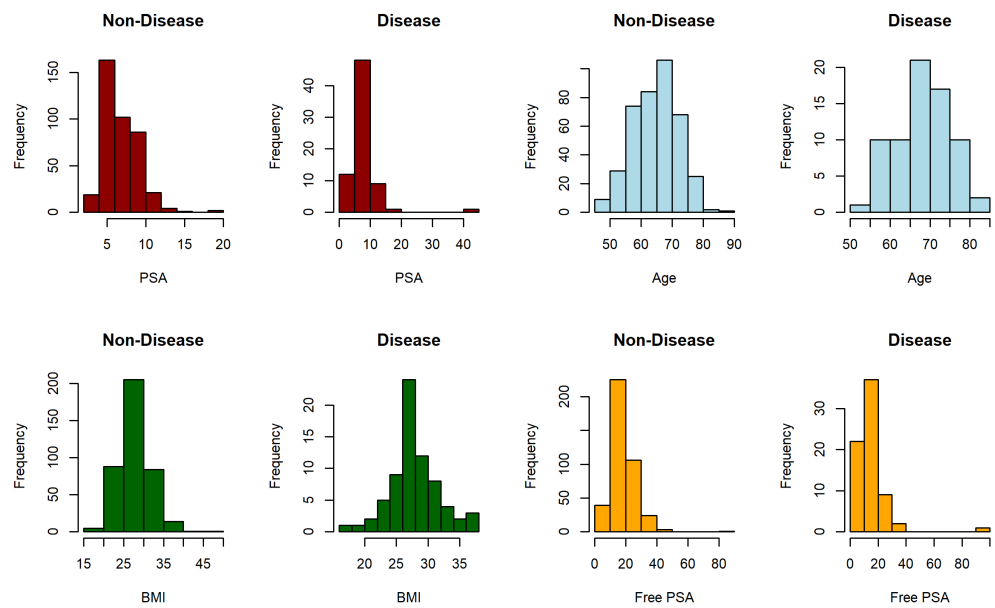 Non-Disease
Frequency
0 50 100 150
5 10 15 20
PSA
Disease
Frequency
0 10 20 30 40
0 10 20 30 40
PSA
Non-Disease
Frequency
0 20 40 60 80
50 60 70 80 90
Age
Disease
Frequency
0 5 10 15 20
50 60 70 80
Age
Non-Disease
Frequency
0 50 100 150 200
15 25 35 45
BMI
Disease
Frequency
0 5 10 15 20
20 25 30 35
BMI
Non-Disease
Frequency
0 50 100 200
0 20 40 60 80
Free PSA
Disease
Frequency
0 10 20 30
0 20 40 60 80
Free PSA